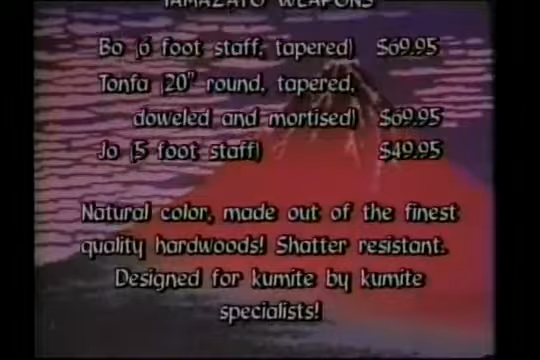 YAMAZATO WEAPONS
Bo (6 foot staff, tapered) $69.95
Tonfa (20" round, tapered,
doweled and mortised) $69.95
Jo (5 foot staff) $49.95
Natural color, made out of the finest
quality hardwoods! Shatter resistant.
Designed for kumite by kumite
specialists!